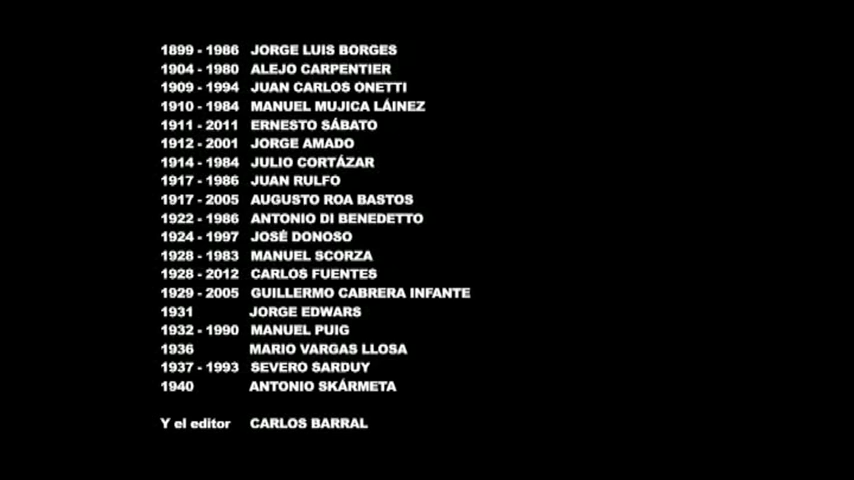 1899 - 1986 JORGE LUIS BORGES
1904 - 1980 ALEJO CARPENTIER
1909 - 1994 JUAN CARLOS ONETTI
1910 - 1984 MANUEL MUJICA LÁINEZ
1911 - 2011 ERNESTO SÁBATO
1912 - 2001 JORGE AMADO
1914 - 1984 JULIO CORTÁZAR
1917 - 1986 JUAN RULFO
1917 - 2005 AUGUSTO ROA BASTOS
1922 - 1986 ANTONIO DI BENEDETTO
1924 - 1997 JOSÉ DONOSO
1928 - 1983 MANUEL SCORZA
1928 - 2012 CARLOS FUENTES
1929 - 2005 GUILLERMO CABRERA INFANTE
1931 JORGE EDWARS
1932 - 1990 MANUEL PUIG
1936 MARIO VARGAS LLOSA
1937 - 1993 SEVERO SARDUY
1940 ANTONIO SKÁRMETA
Y el editor CARLOS BARRAL